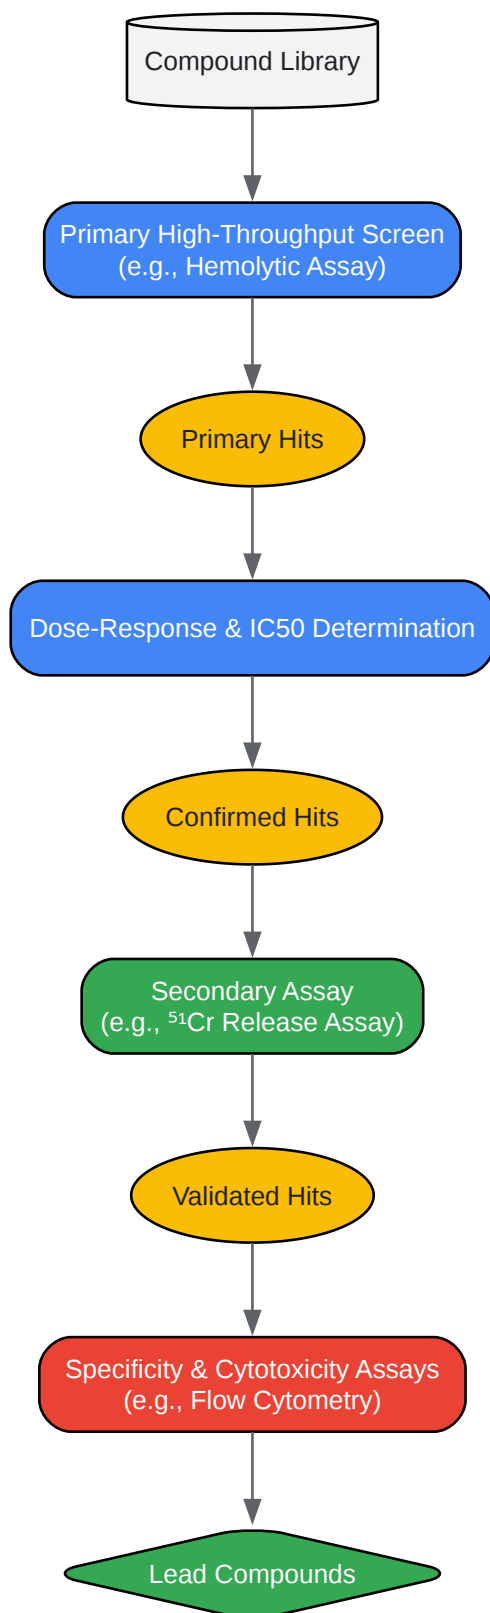 Compound Library
Primary High-Throughput Screen
(e.g., Hemolytic Assay)
Primary Hits
Dose-Response & IC50 Determination
Confirmed Hits
Secondary Assay
(e.g., ⁵¹Cr Release Assay)
Validated Hits
Specificity & Cytotoxicity Assays
(e.g., Flow Cytometry)
Lead Compounds